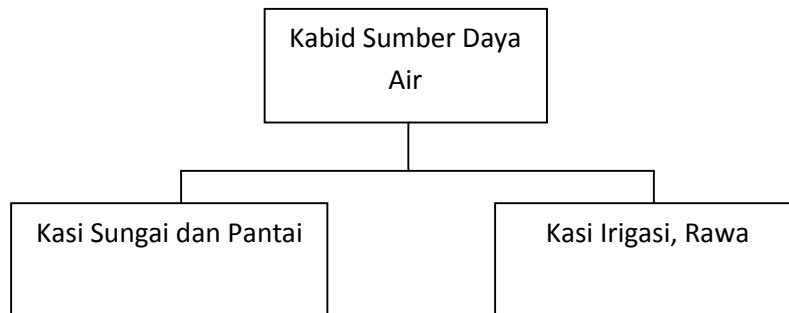 Kabid Sumber Daya
Air
Kasi Sungai dan Pantai
Kasi Irigasi, Rawa